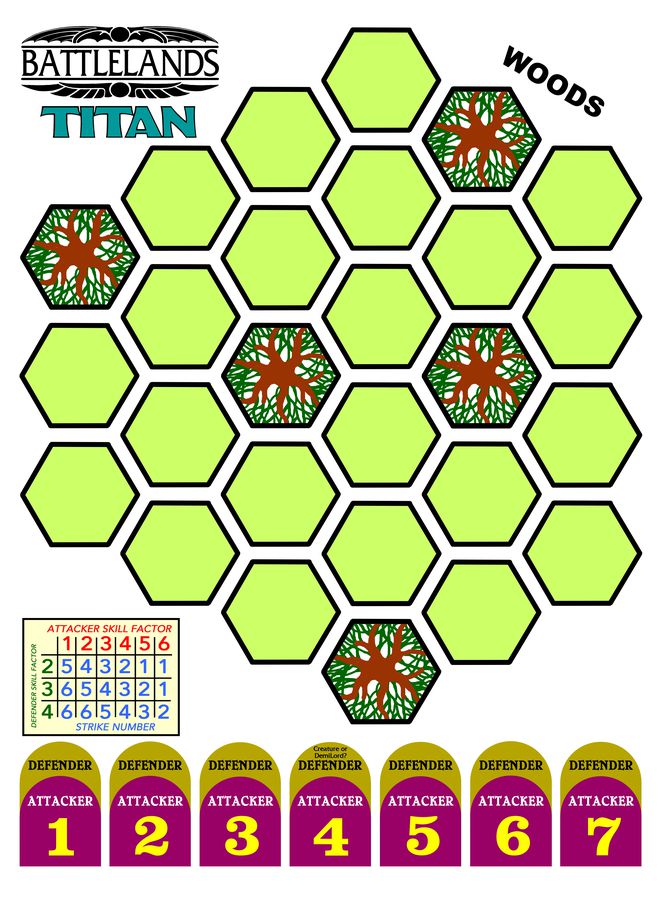 BATTLELANDS
TITAN
WOODS
ATTACKER SKILL FACTOR
1 2 3 4 5 6
DEFENDER SKILL FACTOR
2 5 4 3 2 1 1
3 6 5 4 3 2 1
4 6 6 5 4 3 2
STRIKE NUMBER
DEFENDER
ATTACKER
1
DEFENDER
ATTACKER
2
DEFENDER
ATTACKER
3
Creature or
DemiLord?
DEFENDER
ATTACKER
4
DEFENDER
ATTACKER
5
DEFENDER
ATTACKER
6
DEFENDER
ATTACKER
7